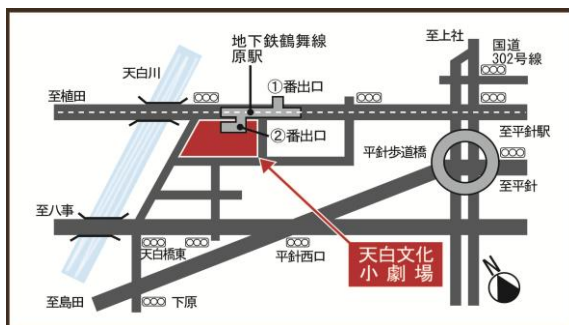 地下鉄鶴舞線
原駅
至上社
国道
302号線
天白川
①番出口
至植田
②番出口
至平針駅
平針歩道橋
至平針
至八事
天白橋東
平針西口
天白文化
小劇場
至島田
下原
N